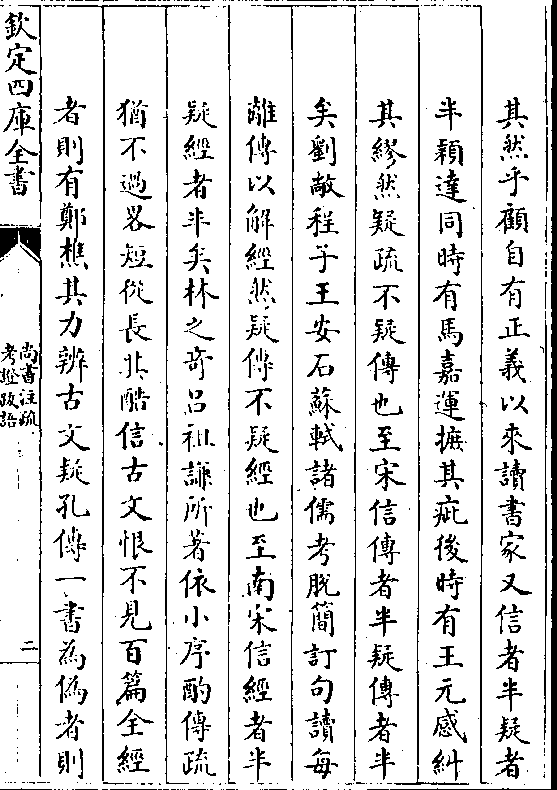 其然乎顧自有正義以來讀書家又信者半疑者
半穎達同時有馬嘉運摭其疵後時有王元感糾
其繆然疑疏不疑傳也至宋信傳者半疑傳者半
矣劉敞程子王安石蘇軾諸儒考脫簡訂句讀每
離傳以解經然疑傳不疑經也至南宋信經者半
疑經者半矣林之奇呂祖謙所著依小序酌傳疏
猶不過畧短從長其酷信古文恨不見百篇全經
者則有鄭樵其力辨古文疑孔傳一書為偽者則
欽定四庫全書
尚書注疏
考證跋語
二